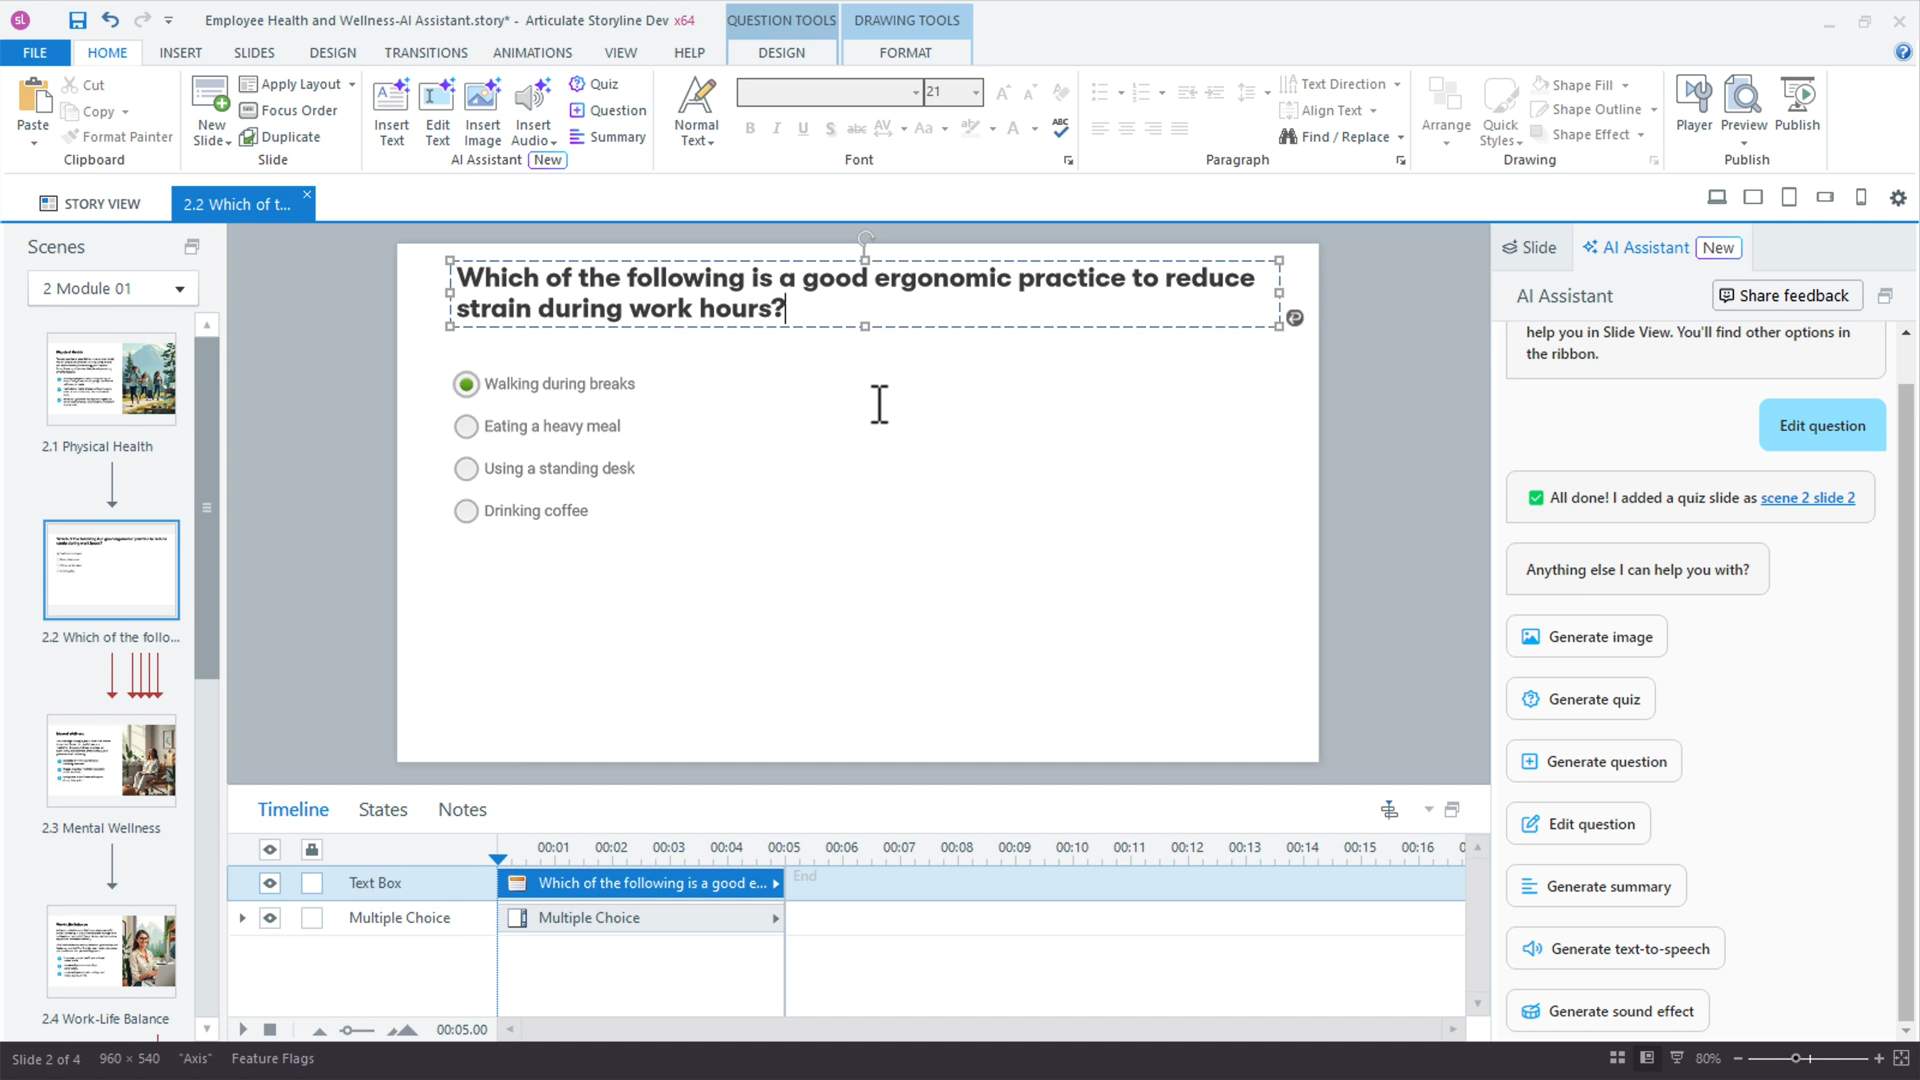 sl
Employee Health and Wellness-AI Assistant.story* - Articulate Storyline Dev x64
QUESTION TOOLS
DRAWING TOOLS
FILE
HOME
INSERT
SLIDES
DESIGN
TRANSITIONS
ANIMATIONS
VIEW
HELP
DESIGN
FORMAT
Paste
Cut
Copy
Format Painter
Clipboard
New Slide
Apply Layout
Focus Order
Duplicate
Slide
Insert Text
Edit Text
Insert Image
Insert Audio
Quiz
Question
Summary
AI Assistant New
Normal Text
21
B I U S abc AV Aa ab A ABC
Font
Text Direction
Align Text
Find / Replace
Paragraph
Arrange
Quick Styles
Shape Fill
Shape Outline
Shape Effect
Drawing
Player
Preview
Publish
Publish
STORY VIEW
2.2 Which of t...
Scenes
2 Module 01
2.1 Physical Health
2.2 Which of the follo...
2.3 Mental Wellness
2.4 Work-Life Balance
Which of the following is a good ergonomic practice to reduce
strain during work hours?
Walking during breaks
Eating a heavy meal
Using a standing desk
Drinking coffee
Timeline
States
Notes
00:01 00:02 00:03 00:04 00:05 00:06 00:07 00:08 00:09 00:10 00:11 00:12 00:13 00:14 00:15 00:16
Text Box
Which of the following is a good e...
End
Multiple Choice
Multiple Choice
00:05.00
Slide
AI Assistant New
AI Assistant
Share feedback
help you in Slide View. You'll find other options in
the ribbon.
Edit question
All done! I added a quiz slide as scene 2 slide 2
Anything else I can help you with?
Generate image
Generate quiz
Generate question
Edit question
Generate summary
Generate text-to-speech
Generate sound effect
Slide 2 of 4
960 × 540
"Axis"
Feature Flags
80%